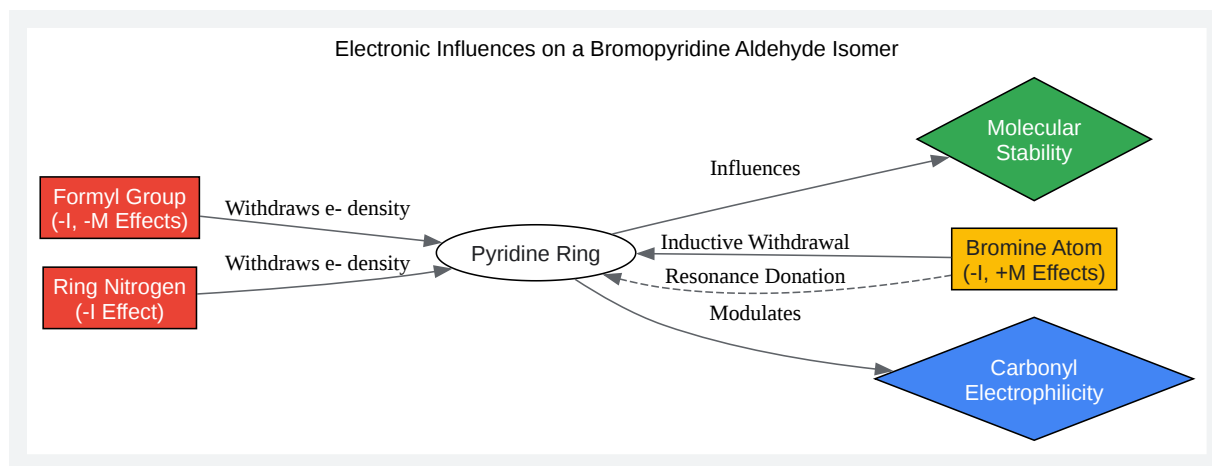 Electronic Influences on a Bromopyridine Aldehyde Isomer
Formyl Group
(-I, -M Effects)
Withdraws e- density
Ring Nitrogen
(-I Effect)
Withdraws e- density
Pyridine Ring
Influences
Molecular
Stability
Inductive Withdrawal
Resonance Donation
Bromine Atom
(-I, +M Effects)
Modulates
Carbonyl
Electrophilicity